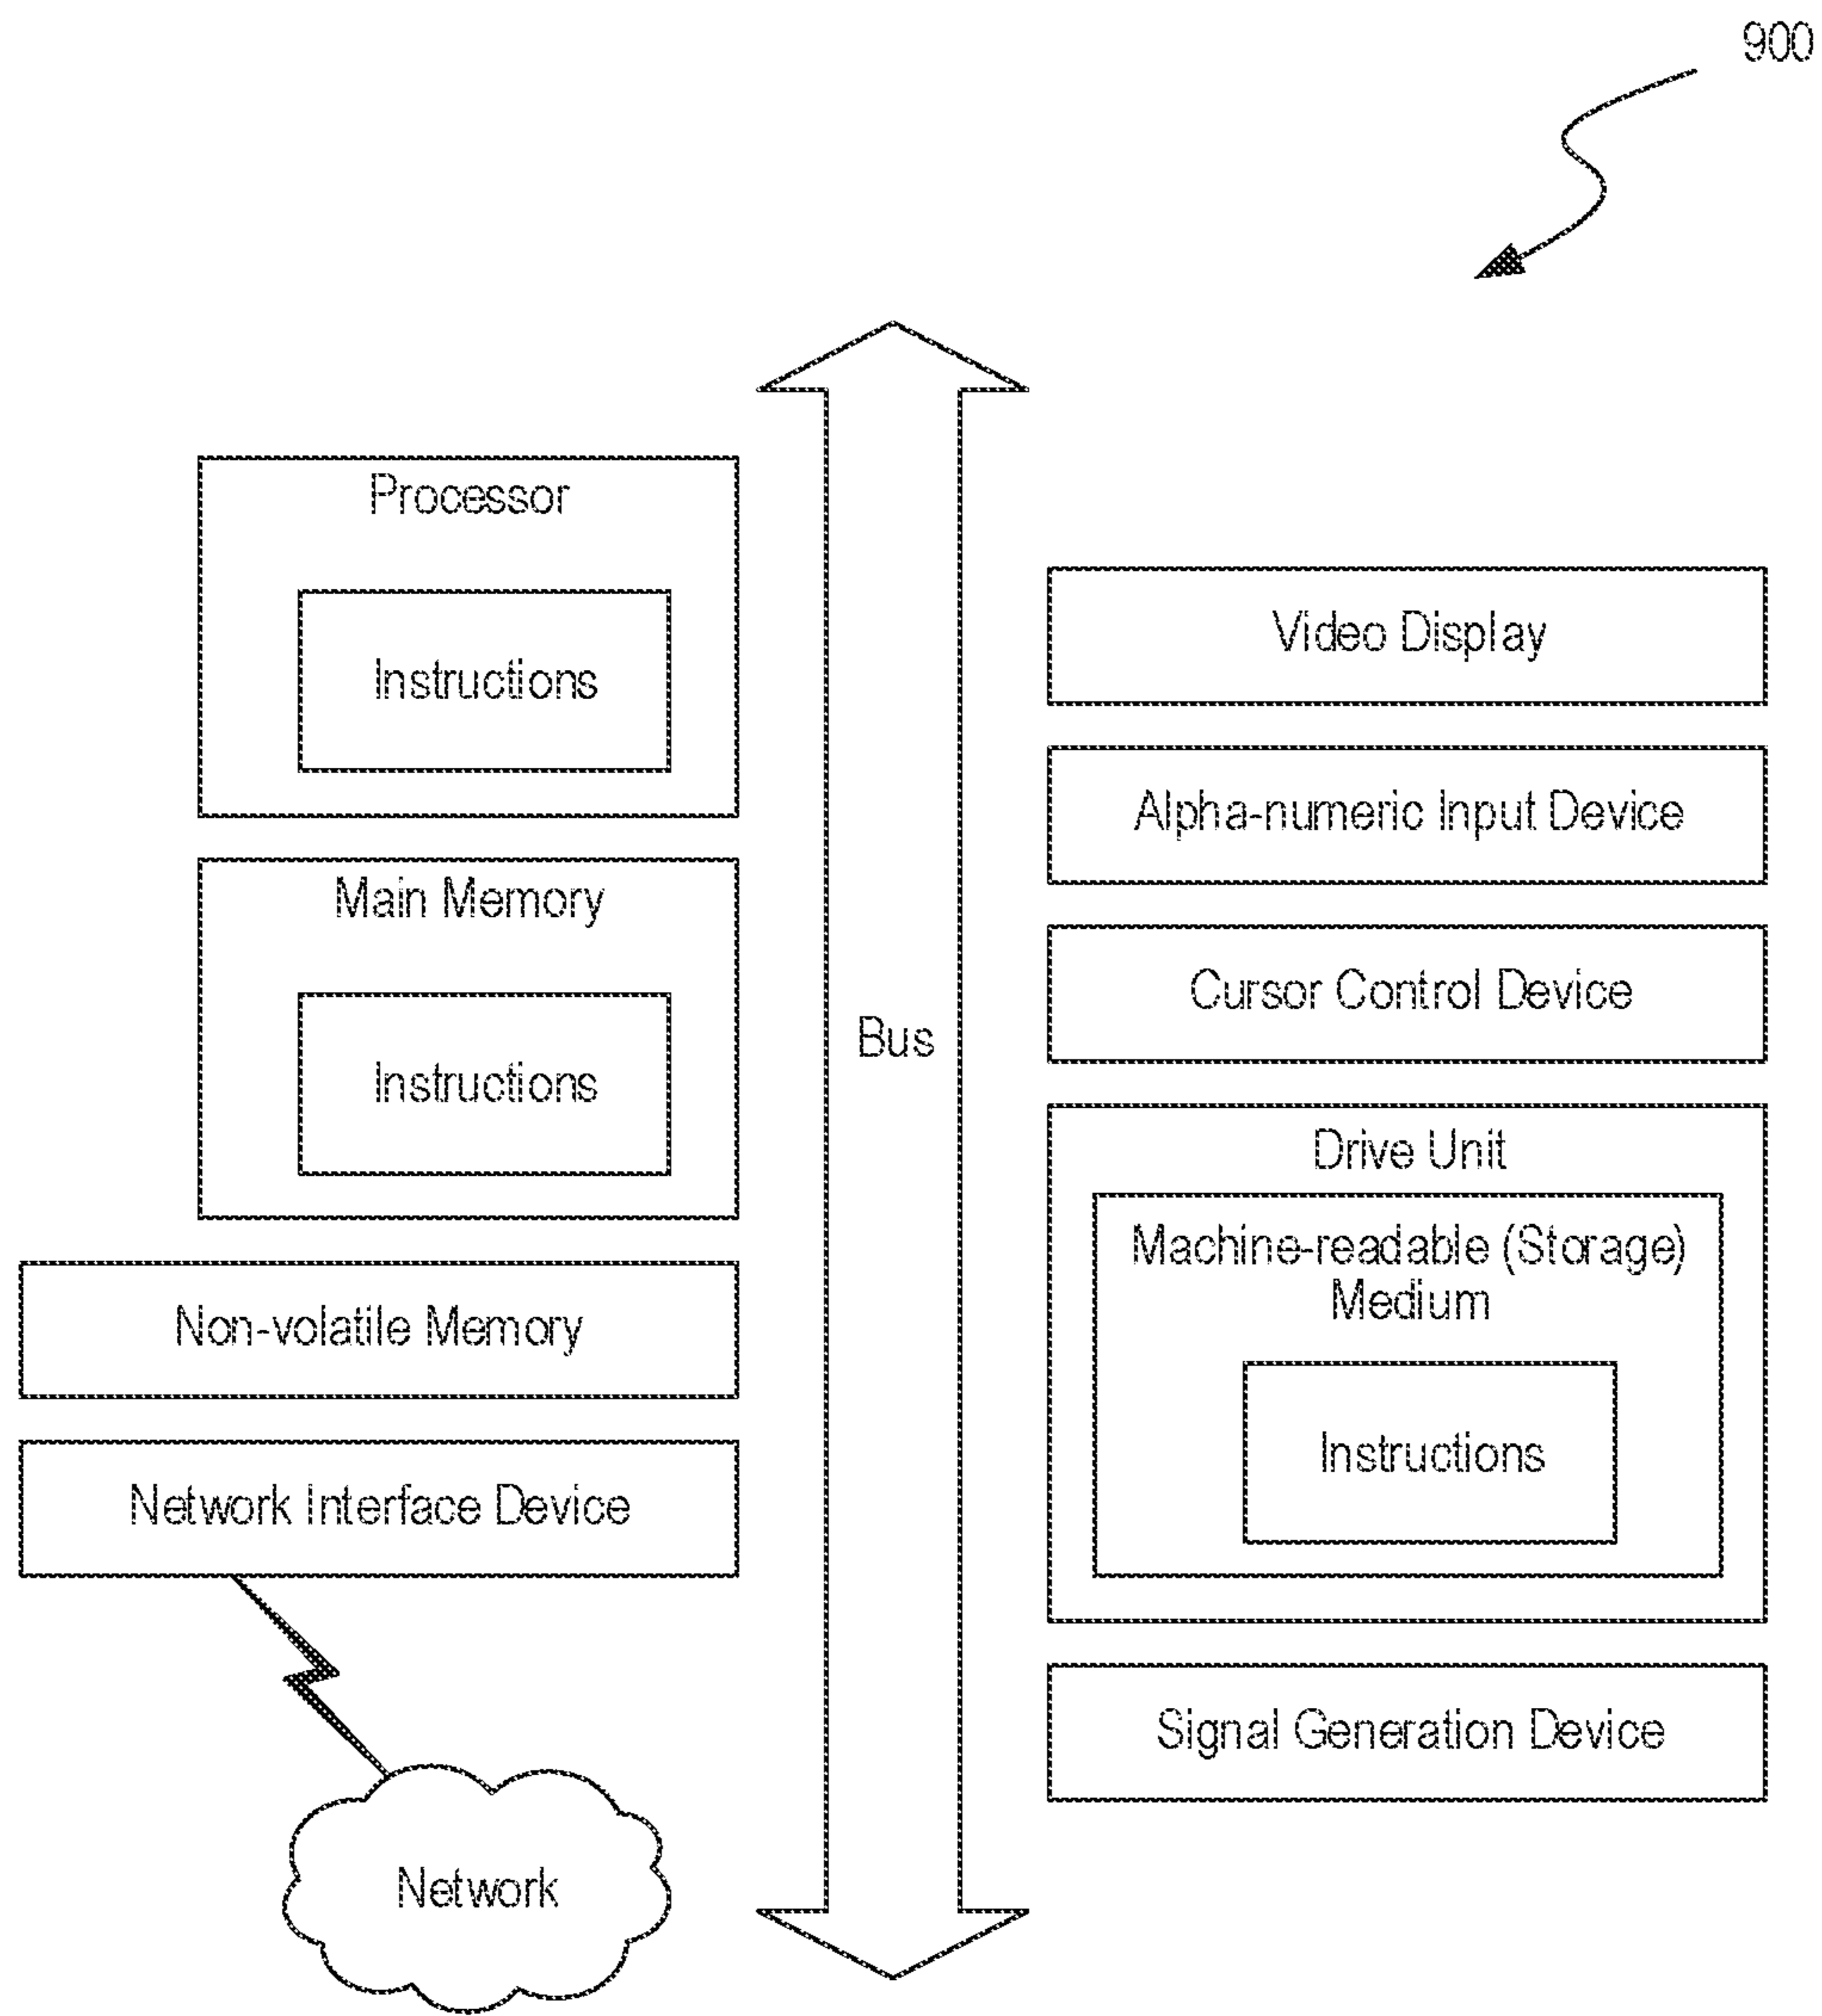 900
Processor
Instructions
Main Memory
Instructions
Non-volatile Memory
Network Interface Device
Network
Bus
Video Display
Alpha-numeric Input Device
Cursor Control Device
Drive Unit
Machine-readable (Storage)
Medium
Instructions
Signal Generation Device